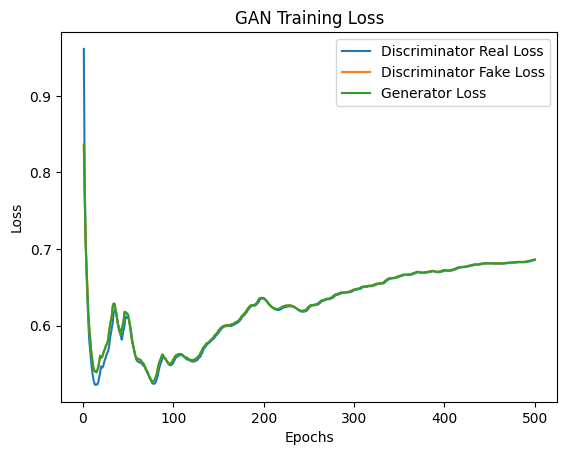 GAN Training Loss
Discriminator Real Loss
Discriminator Fake Loss
Generator Loss
Loss
0.9
0.8
0.7
0.6
0
100
200
300
400
500
Epochs